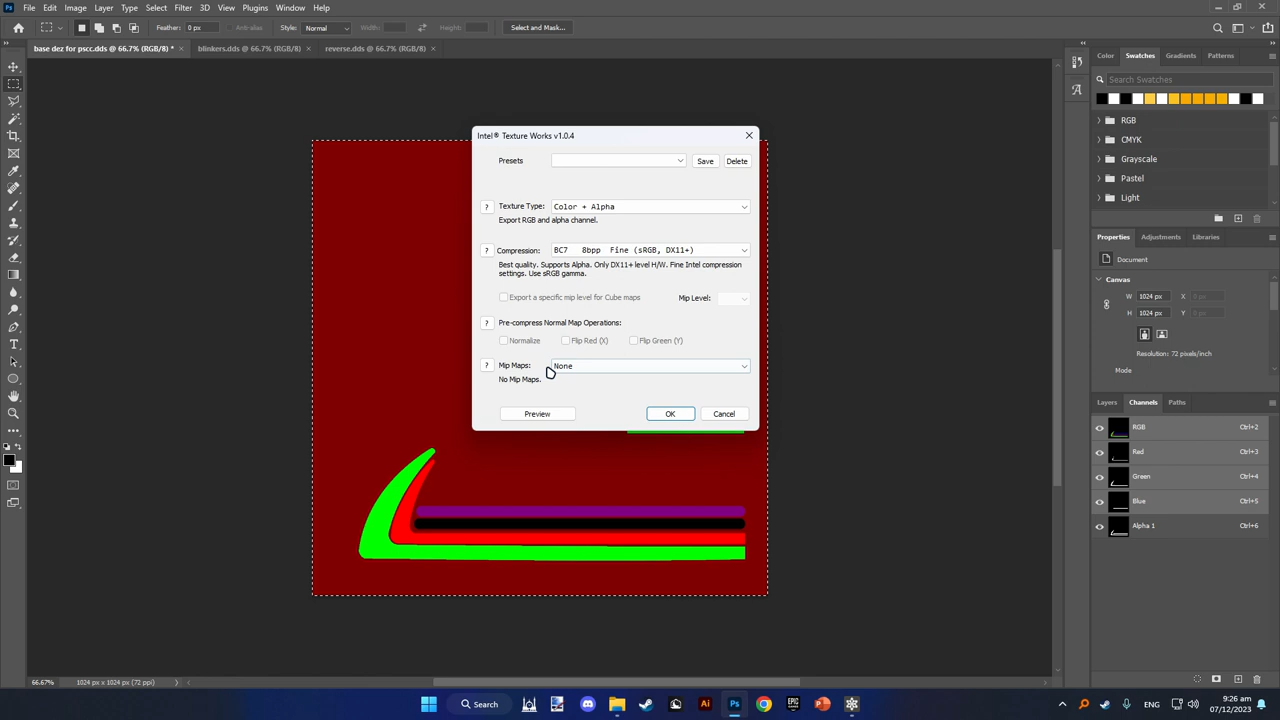 File Edit Image Layer Type Select Filter 3D View Plugins Window Help
Feather: 0 px Anti-alias Style: Normal Width: Height: Select and Mask...
base dez for pscc.dds @ 66.7% (RGB/8) * blinkers.dds @ 66.7% (RGB/8) reverse.dds @ 66.7% (RGB/8)
Intel® Texture Works v1.0.4
Presets Save Delete
? Texture Type: Color + Alpha
Export RGB and alpha channel.
? Compression: BC7 8bpp Fine (sRGB, DX11+)
Best quality. Supports Alpha. Only DX11+ level H/W. Fine Intel compression
settings. Use sRGB gamma.
Export a specific mip level for Cube maps Mip Level:
? Pre-compress Normal Map Operations:
Normalize Flip Red (X) Flip Green (Y)
? Mip Maps: None
No Mip Maps.
Preview OK Cancel
Color Swatches Gradients Patterns
Search Swatches
RGB
CMYK
Grayscale
Pastel
Light
Properties Adjustments Libraries
Document
Canvas
W 1024 px X 0 px
H 1024 px Y 0 px
Resolution: 72 pixels/inch
Mode
Layers Channels Paths
RGB Ctrl+2
Red Ctrl+3
Green Ctrl+4
Blue Ctrl+5
Alpha 1 Ctrl+6
66.67% 1024 px x 1024 px (72 ppi)
Search
ENG
9:26 am
07/12/2023